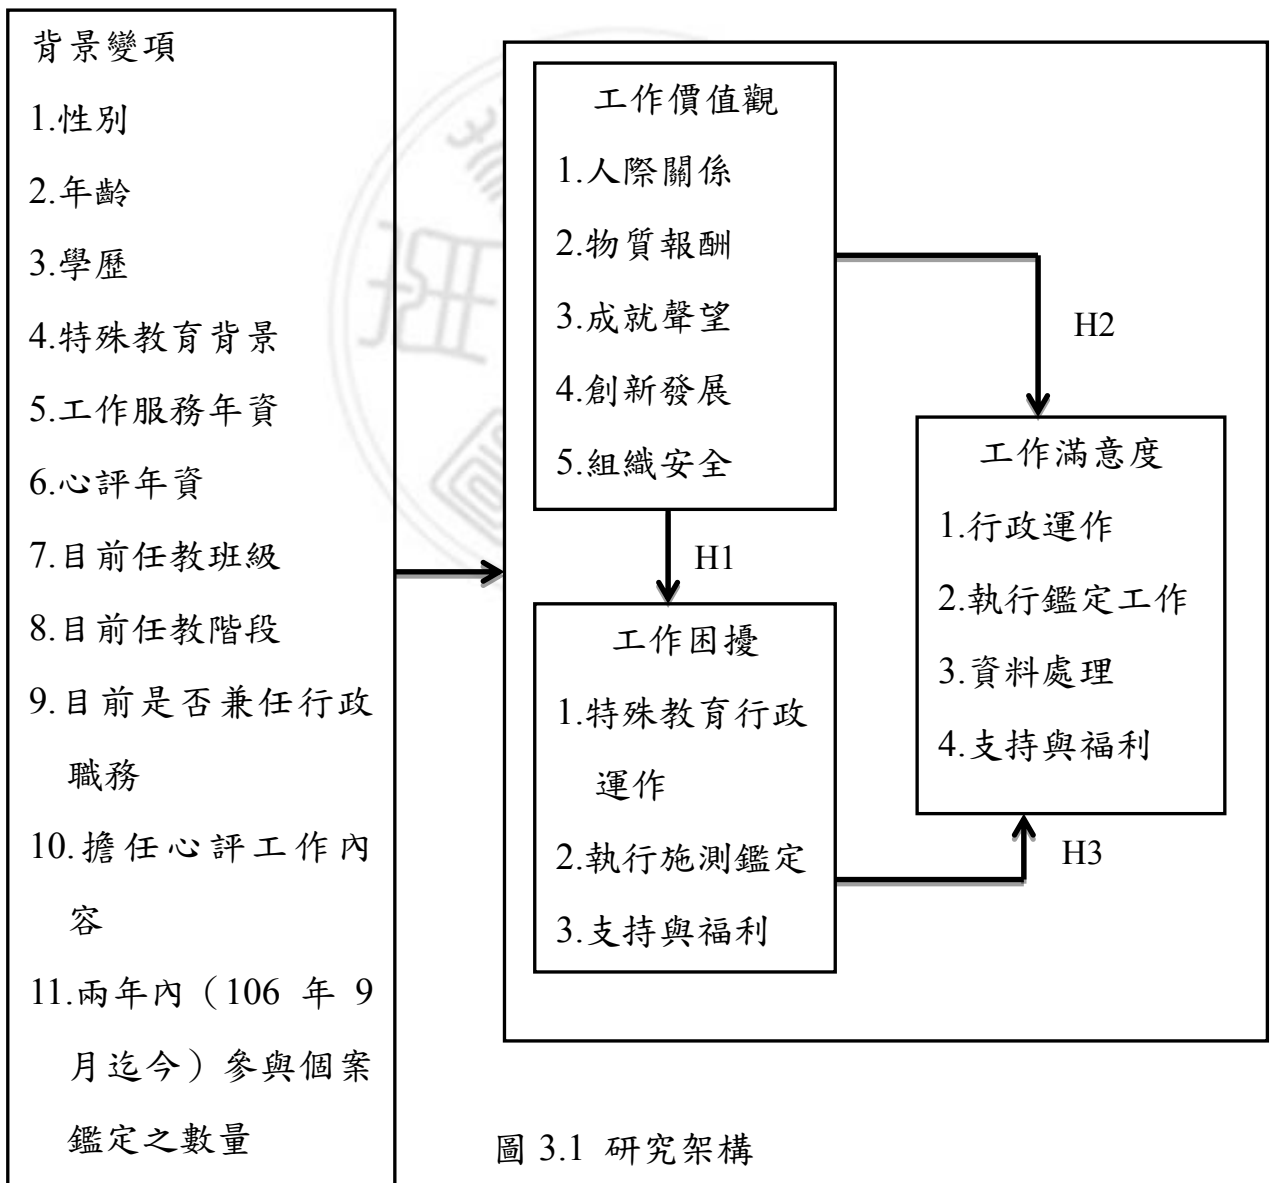 背景變項
1.性別
2.年齡
3.學歷
4.特殊教育背景
5.工作服務年資
6.心評年資
7.目前任教班級
8.目前任教階段
9.目前是否兼任行政
職務
10.擔任心評工作內
容
11.兩年內（106 年 9
月迄今）參與個案
鑑定之數量
工作價值觀
1.人際關係
2.物質報酬
3.成就聲望
4.創新發展
5.組織安全
H1
H2
工作困擾
1.特殊教育行政
運作
2.執行施測鑑定
3.支持與福利
工作滿意度
1.行政運作
2.執行鑑定工作
3.資料處理
4.支持與福利
H3
圖 3.1 研究架構